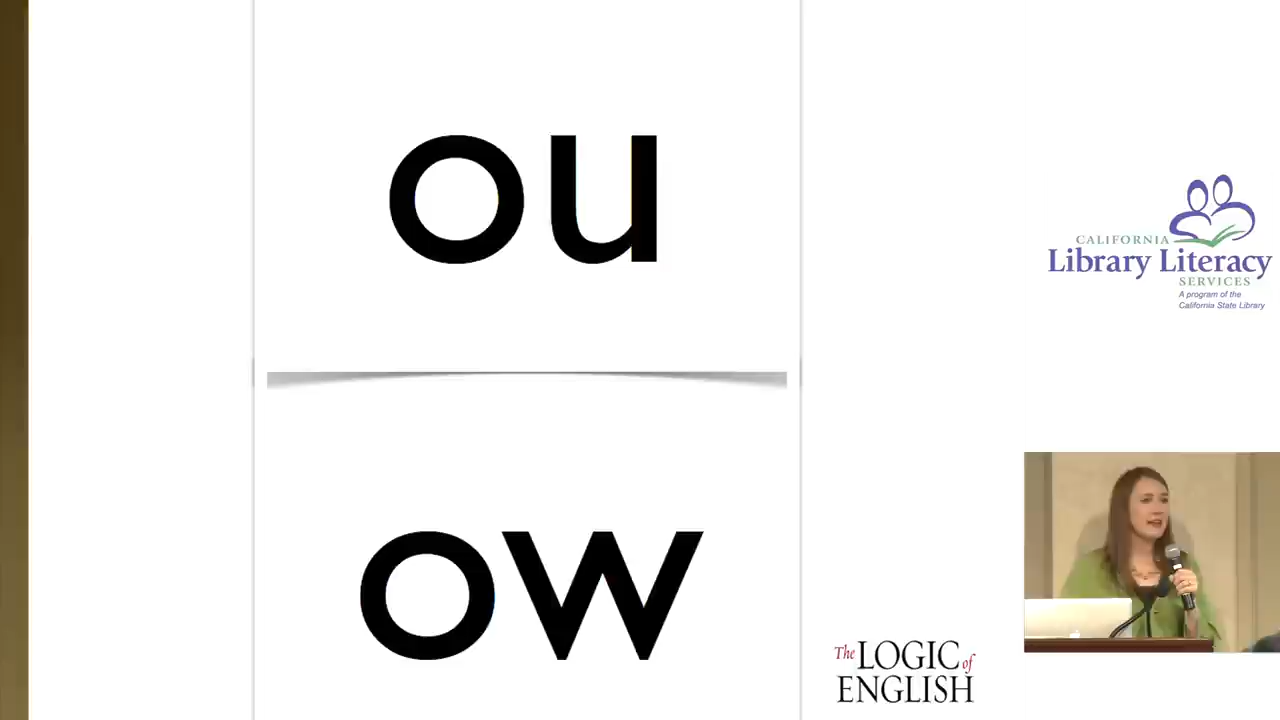 ou
ow
CALIFORNIA
Library Literacy
SERVICES
A program of the
California State Library
The LOGIC of
ENGLISH